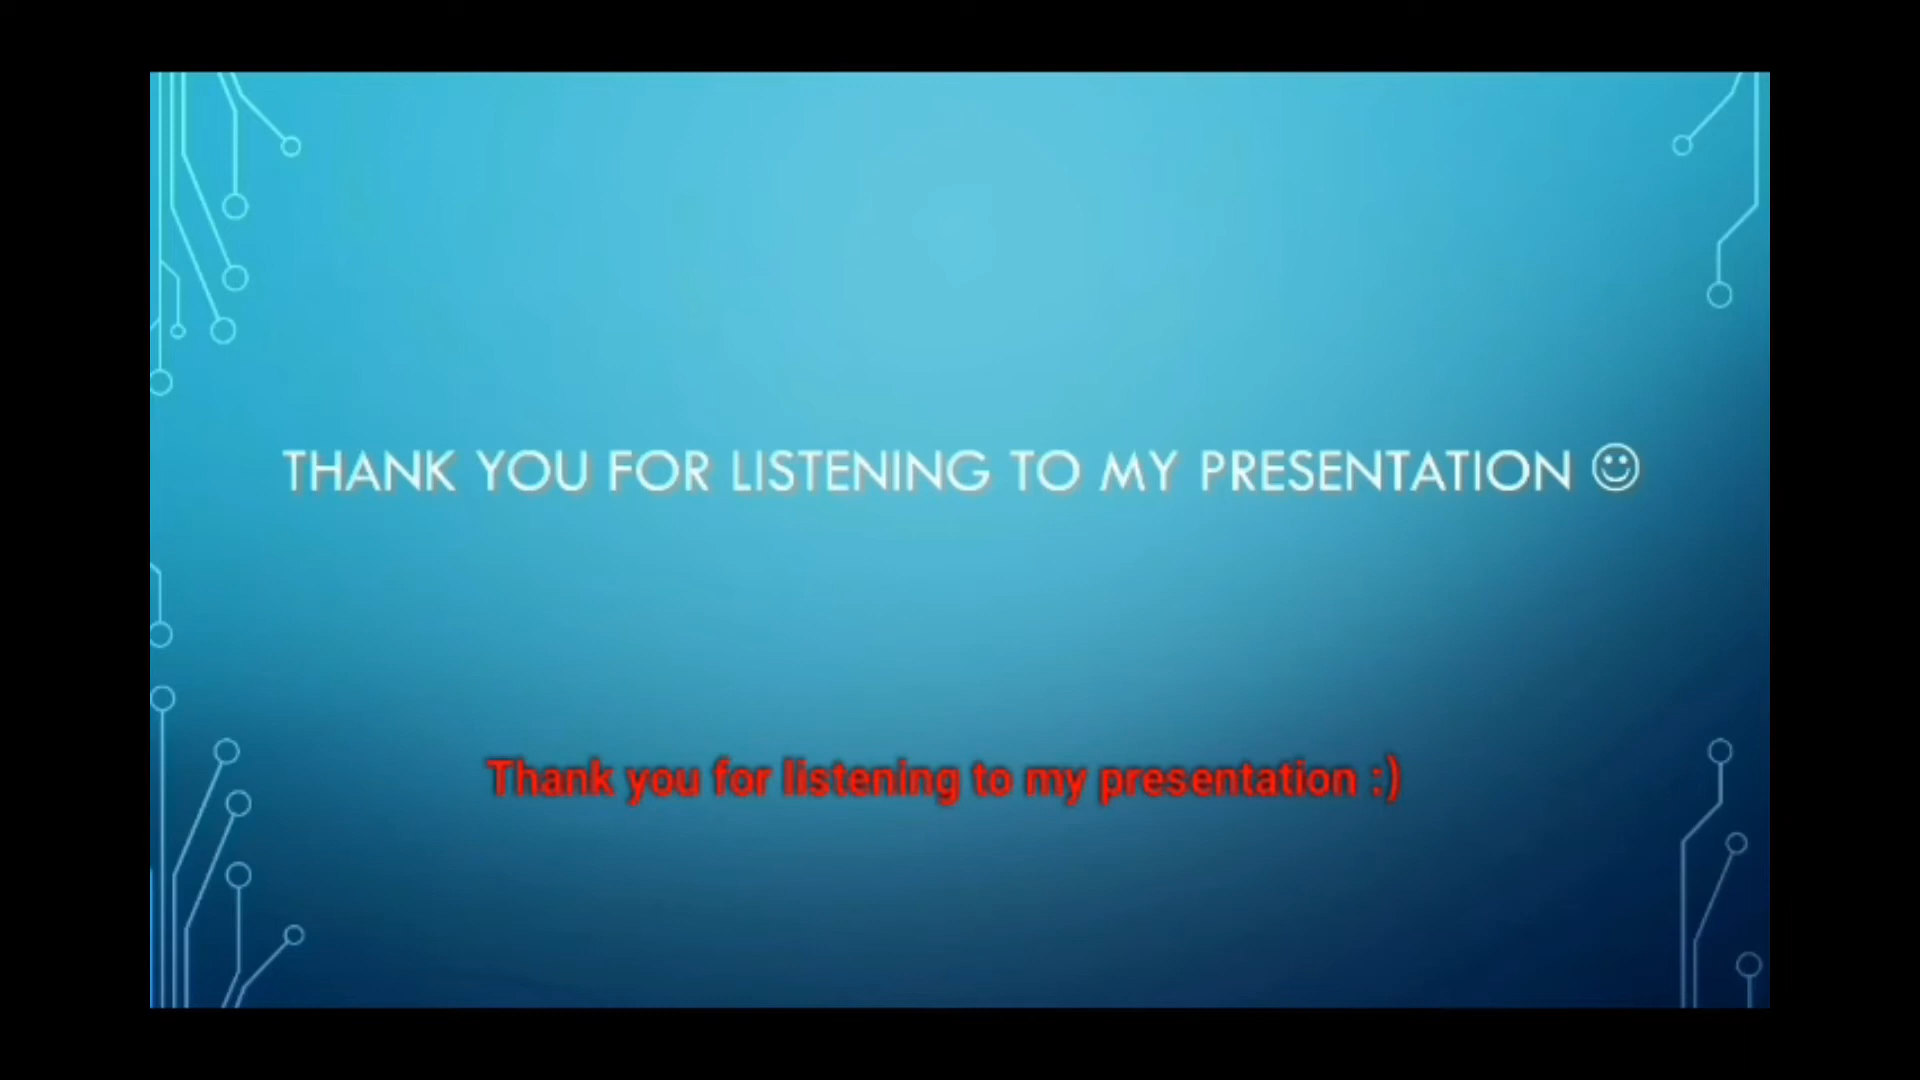 THANK YOU FOR LISTENING TO MY PRESENTATION ☺
Thank you for listening to my presentation :)